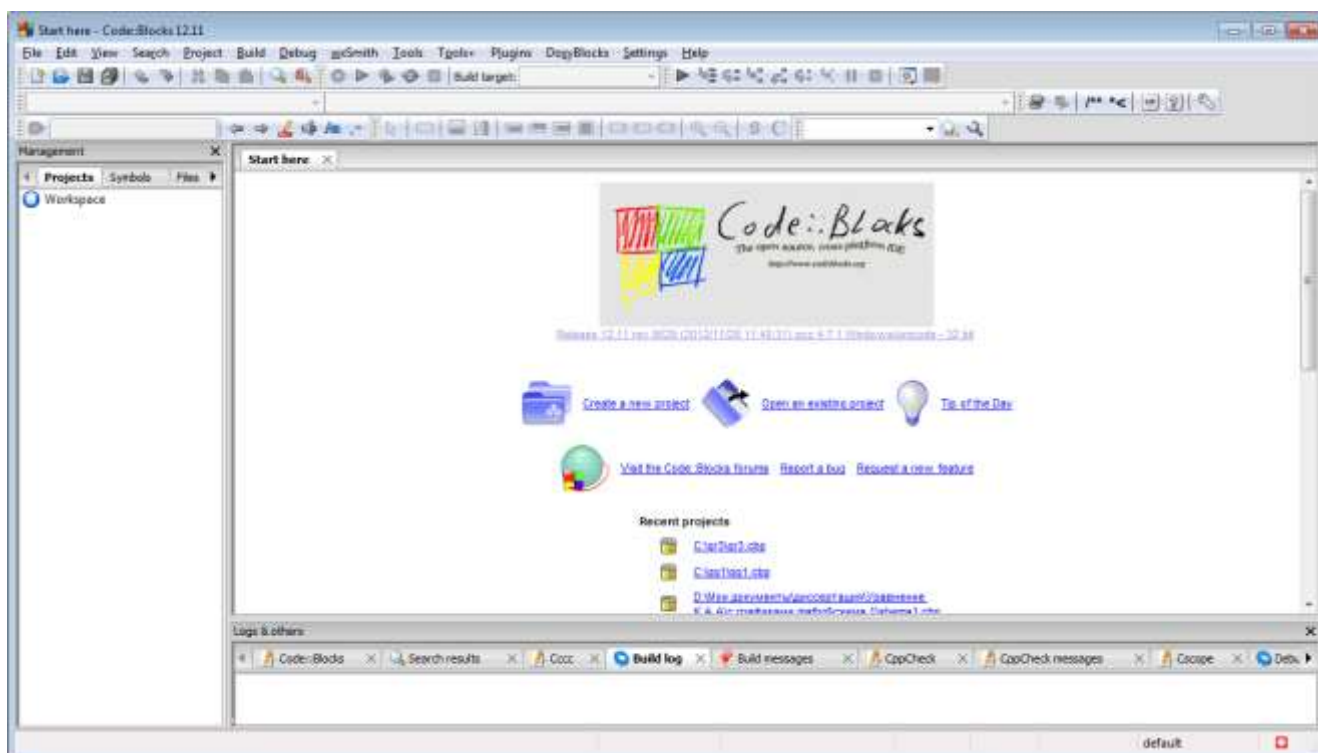 Start here - Code::Blocks 12.11
File Edit View Search Project Build Debug wxSmith Tools Tools+ Plugins DoxyBlocks Settings Help
Build target:
Management
Projects Symbols Files
Workspace
Start here
Code::Blocks
The open source, cross-platform IDE
http://www.codeblocks.org
Create a new project Open an existing project Tip of the Day
Visit the Code::Blocks forums Report a bug Request a new feature
Recent projects
Logs & others
Code::Blocks Search results Cccc Build log Build messages CppCheck CppCheck messages Cscope
default